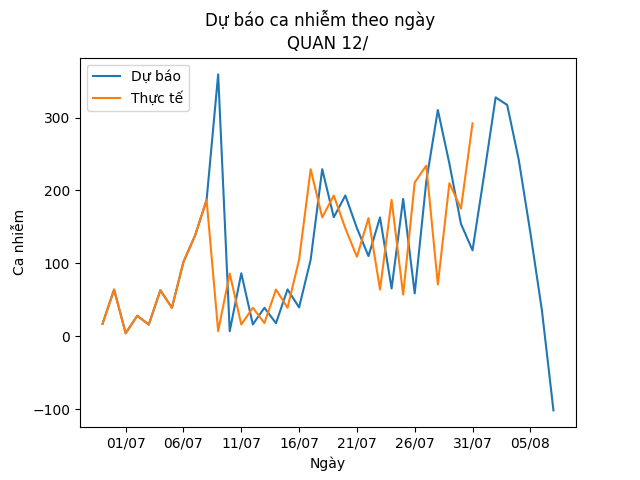 Dự báo ca nhiễm theo ngày
QUAN 12/
Dự báo
Thực tế
Ca nhiễm
300
200
100
0
−100
01/07 06/07 11/07 16/07 21/07 26/07 31/07 05/08
Ngày